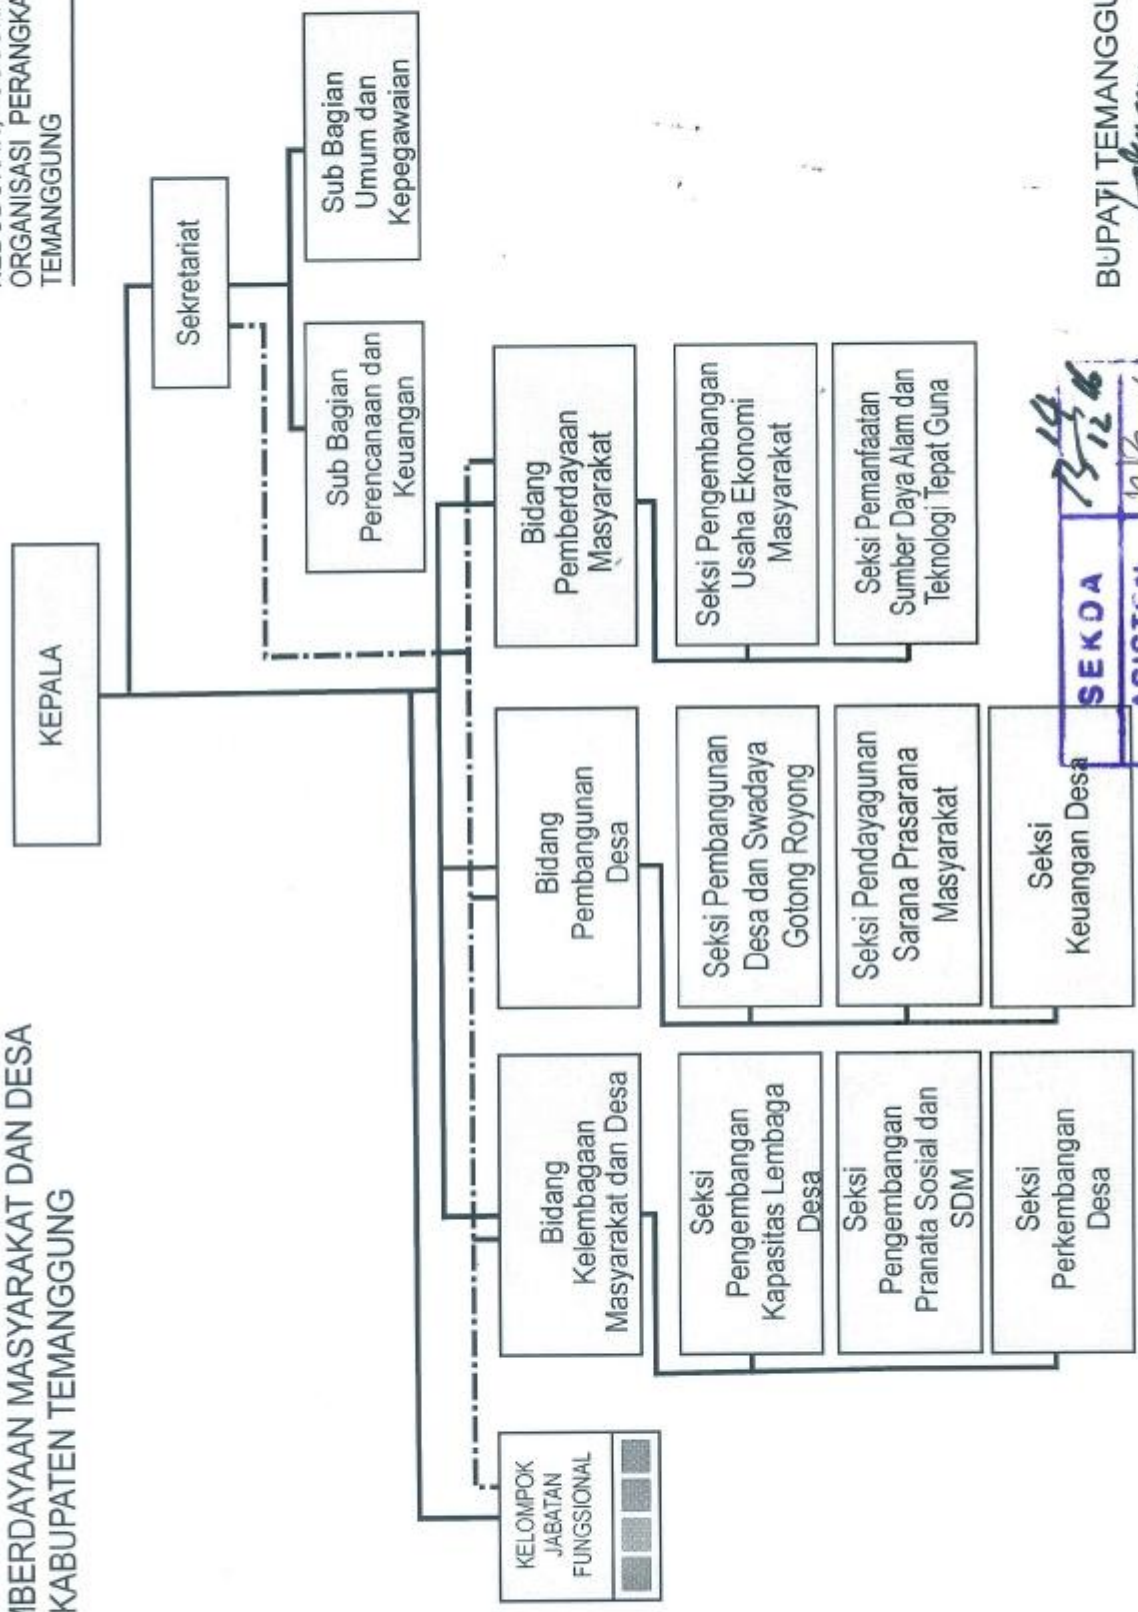 ORGANISASI PERANGKA
TEMANGGUNG
MBERDAYAAN MASYARAKAT DAN DESA
KABUPATEN TEMANGGUNG
KEPALA
Sekretariat
Sub Bagian
Perencanaan dan
Keuangan
Sub Bagian
Umum dan
Kepegawaian
KELOMPOK
JABATAN
FUNGSIONAL
Bidang
Kelembagaan
Masyarakat dan Desa
Seksi
Pengembangan
Kapasitas Lembaga
Desa
Seksi
Pengembangan
Pranata Sosial dan
SDM
Seksi
Perkembangan
Desa
Bidang
Pembangunan
Desa
Seksi Pembangunan
Desa dan Swadaya
Gotong Royong
Seksi Pendayagunan
Sarana Prasarana
Masyarakat
Seksi
Keuangan Desa
Bidang
Pemberdayaan
Masyarakat
Seksi Pengembangan
Usaha Ekonomi
Masyarakat
Seksi Pemanfaatan
Sumber Daya Alam dan
Teknologi Tepat Guna
SEKDA
BUPATI TEMANGGU